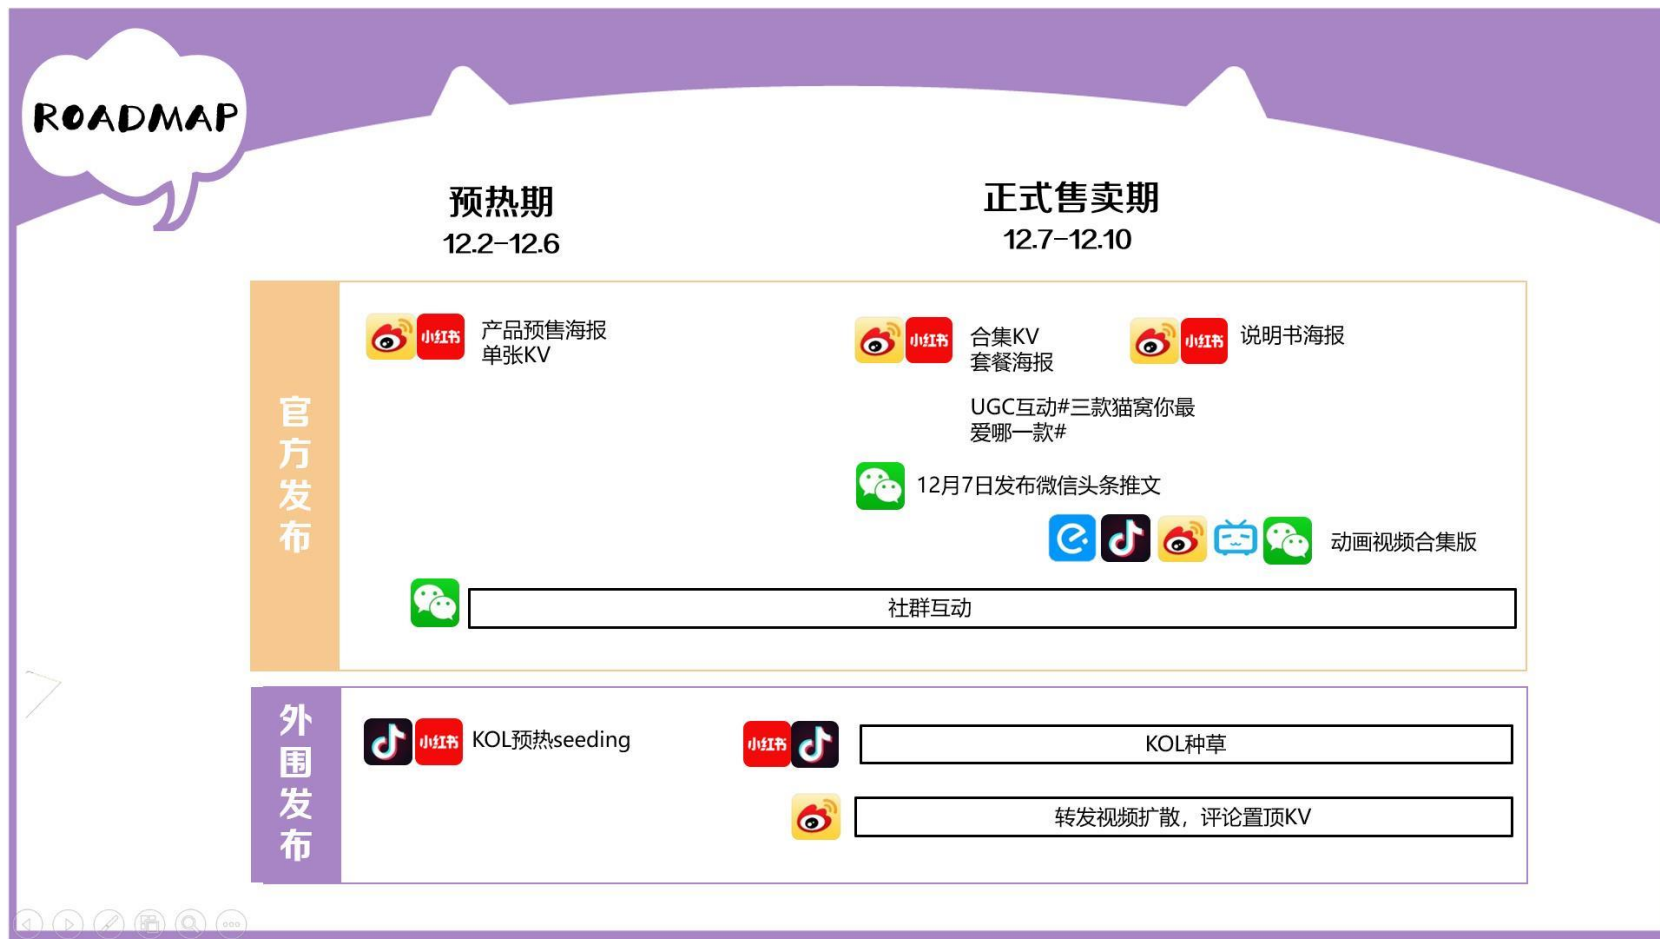 ROADMAP
预热期
12.2-12.6
正式售卖期
12.7-12.10
官方发布
小红书
产品预售海报
单张KV
小红书
合集KV
套餐海报
小红书
说明书海报
UGC互动#三款猫窝你最
爱哪一款#
12月7日发布微信头条推文
动画视频合集版
社群互动
外围发布
小红书
KOL预热seeding
小红书
KOL种草
转发视频扩散，评论置顶KV